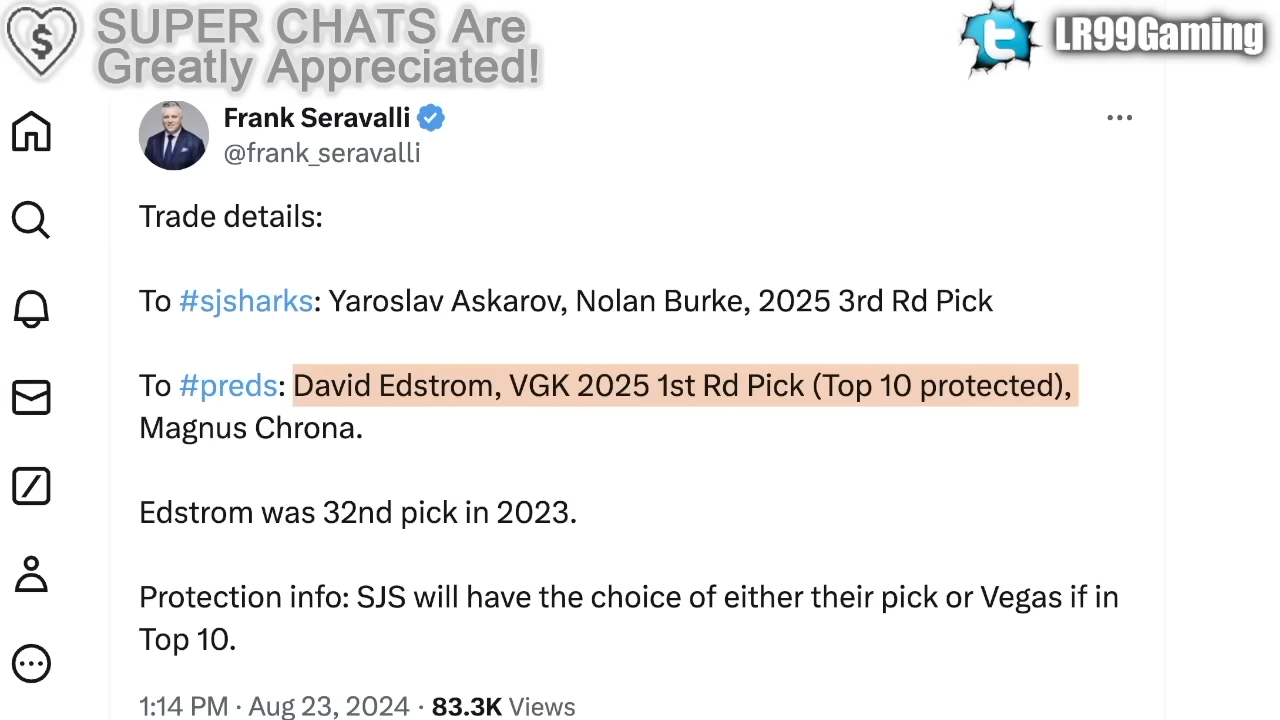 SUPER CHATS Are
Greatly Appreciated!
LR99Gaming
Frank Seravalli
@frank_seravalli
Trade details:
To #sjsharks: Yaroslav Askarov, Nolan Burke, 2025 3rd Rd Pick
To #preds: David Edstrom, VGK 2025 1st Rd Pick (Top 10 protected),
Magnus Chrona.
Edstrom was 32nd pick in 2023.
Protection info: SJS will have the choice of either their pick or Vegas if in
Top 10.
1:14 PM · Aug 23, 2024 · 83.3K Views